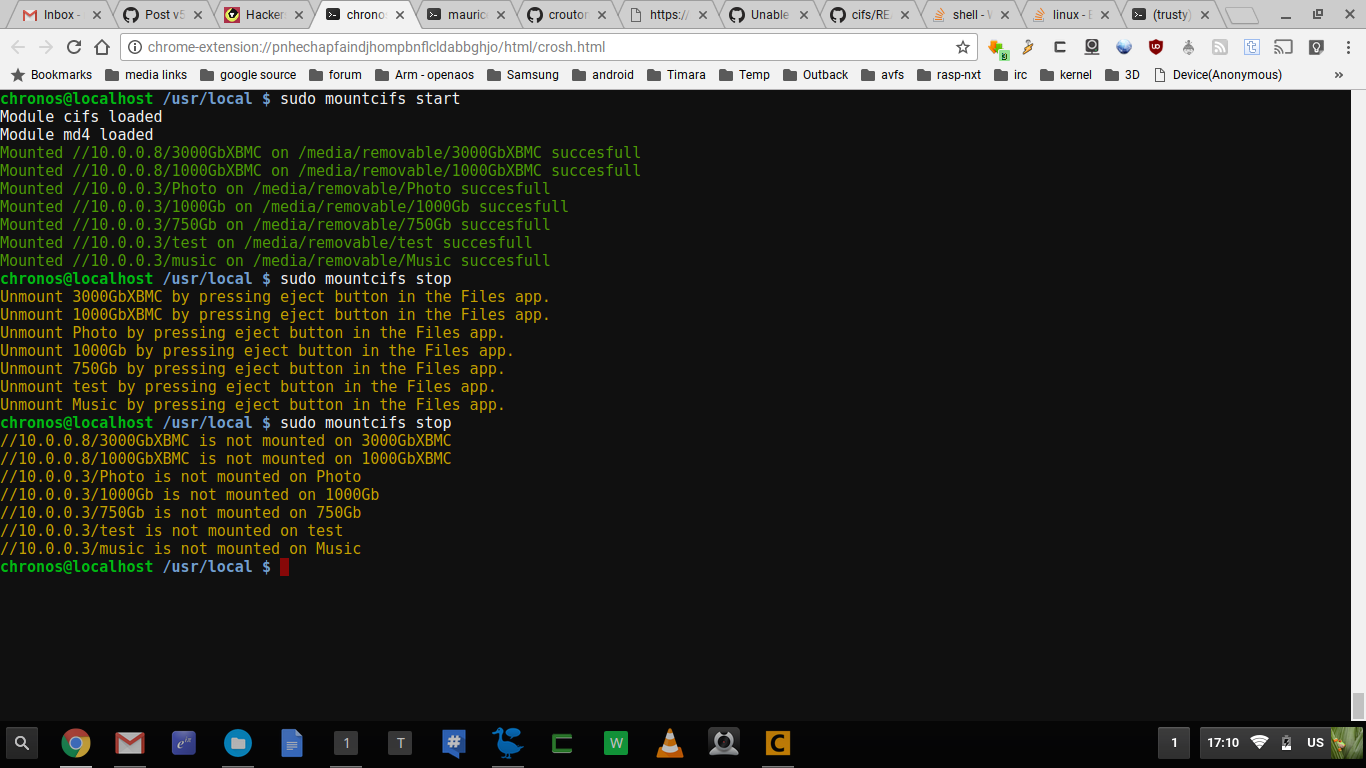 Inbox -
Post v5
Hacker
chrono
mauric
crouton
https:/
Unable
cifs/RE
shell - W
linux - B
(trusty)
chrome-extension://pnhechapfaindjhompbnflcldabbghjo/html/crosh.html
Bookmarks media links google source forum Arm - openaos Samsung android Timara Temp Outback avfs rasp-nxt irc kernel 3D Device(Anonymous) »
chronos@localhost /usr/local $ sudo mountcifs start
Module cifs loaded
Module md4 loaded
Mounted //10.0.0.8/3000GbXBMC on /media/removable/3000GbXBMC succesfull
Mounted //10.0.0.8/1000GbXBMC on /media/removable/1000GbXBMC succesfull
Mounted //10.0.0.3/Photo on /media/removable/Photo succesfull
Mounted //10.0.0.3/1000Gb on /media/removable/1000Gb succesfull
Mounted //10.0.0.3/750Gb on /media/removable/750Gb succesfull
Mounted //10.0.0.3/test on /media/removable/test succesfull
Mounted //10.0.0.3/music on /media/removable/Music succesfull
chronos@localhost /usr/local $ sudo mountcifs stop
Unmount 3000GbXBMC by pressing eject button in the Files app.
Unmount 1000GbXBMC by pressing eject button in the Files app.
Unmount Photo by pressing eject button in the Files app.
Unmount 1000Gb by pressing eject button in the Files app.
Unmount 750Gb by pressing eject button in the Files app.
Unmount test by pressing eject button in the Files app.
Unmount Music by pressing eject button in the Files app.
chronos@localhost /usr/local $ sudo mountcifs stop
//10.0.0.8/3000GbXBMC is not mounted on 3000GbXBMC
//10.0.0.8/1000GbXBMC is not mounted on 1000GbXBMC
//10.0.0.3/Photo is not mounted on Photo
//10.0.0.3/1000Gb is not mounted on 1000Gb
//10.0.0.3/750Gb is not mounted on 750Gb
//10.0.0.3/test is not mounted on test
//10.0.0.3/music is not mounted on Music
chronos@localhost /usr/local $
1 T # C W C 1 17:10 US